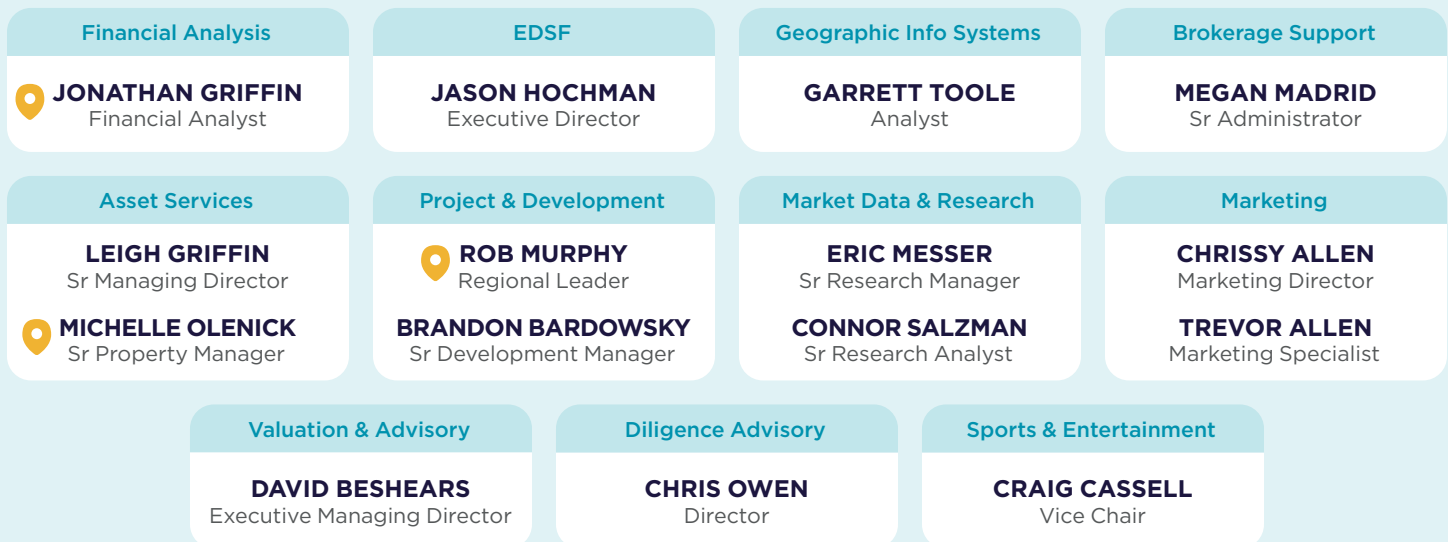 Financial Analysis
JONATHAN GRIFFIN
Financial Analyst
EDSF
JASON HOCHMAN
Executive Director
Geographic Info Systems
GARRETT TOOLE
Analyst
Brokerage Support
MEGAN MADRID
Sr Administrator
Asset Services
LEIGH GRIFFIN
Sr Managing Director
MICHELLE OLENICK
Sr Property Manager
Project & Development
ROB MURPHY
Regional Leader
BRANDON BARDOWSKY
Sr Development Manager
Market Data & Research
ERIC MESSER
Sr Research Manager
CONNOR SALZMAN
Sr Research Analyst
Marketing
CHRISSY ALLEN
Marketing Director
TREVOR ALLEN
Marketing Specialist
Valuation & Advisory
DAVID BESHEARS
Executive Managing Director
Diligence Advisory
CHRIS OWEN
Director
Sports & Entertainment
CRAIG CASSELL
Vice Chair